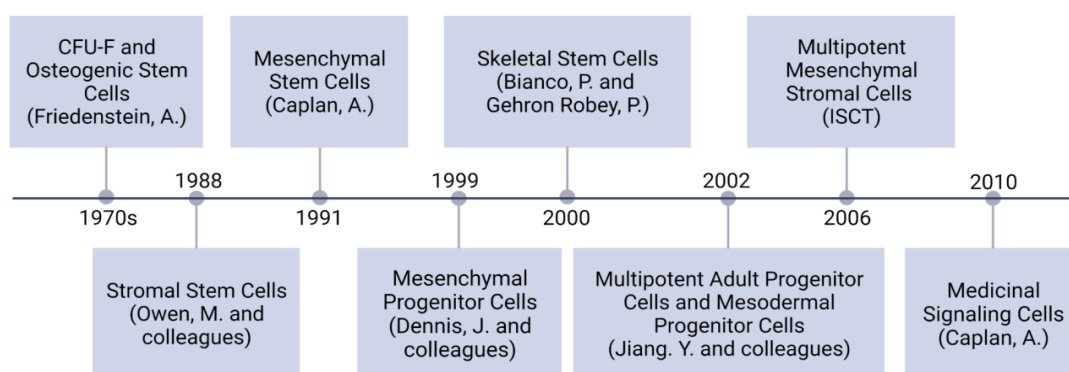 CFU-F and
Osteogenic Stem
Cells
(Friedenstein, A.)
Mesenchymal
Stem Cells
(Caplan, A.)
Skeletal Stem Cells
(Bianco, P. and
Gehron Robey, P.)
Multipotent
Mesenchymal
Stromal Cells
(ISCT)
1970s
1988
1991
1999
2000
2002
2006
2010
Stromal Stem Cells
(Owen, M. and
colleagues)
Mesenchymal
Progenitor Cells
(Dennis, J. and
colleagues)
Multipotent Adult Progenitor
Cells and Mesodermal
Progenitor Cells
(Jiang. Y. and colleagues)
Medicinal
Signaling Cells
(Caplan, A.)